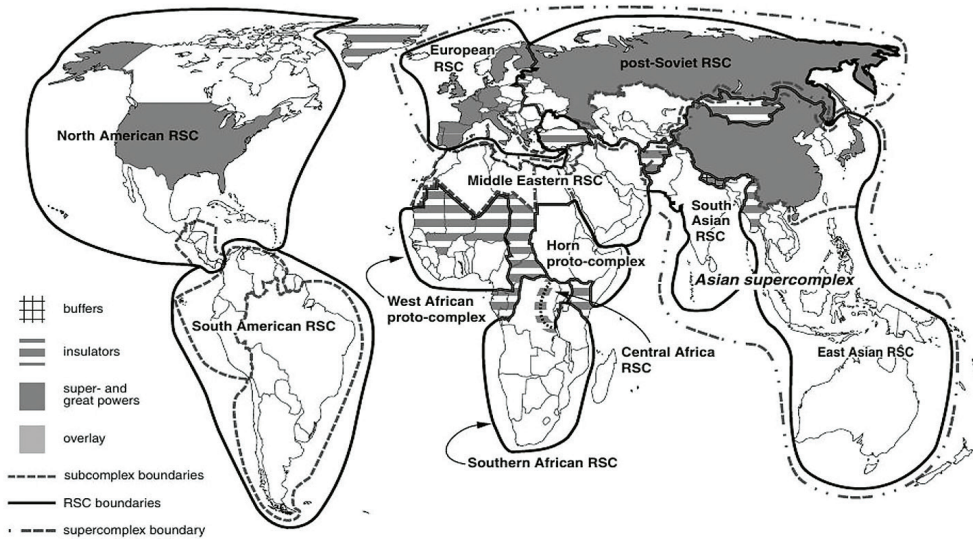 European
RSC
post-Soviet RSC
North American RSC
Middle Eastern RSC
South
Asian
RSC
Horn
proto-complex
Asian supercomplex
West African
proto-complex
South American RSC
Central Africa
RSC
East Asian RSC
Southern African RSC
buffers
insulators
super- and
great powers
overlay
subcomplex boundaries
RSC boundaries
supercomplex boundary